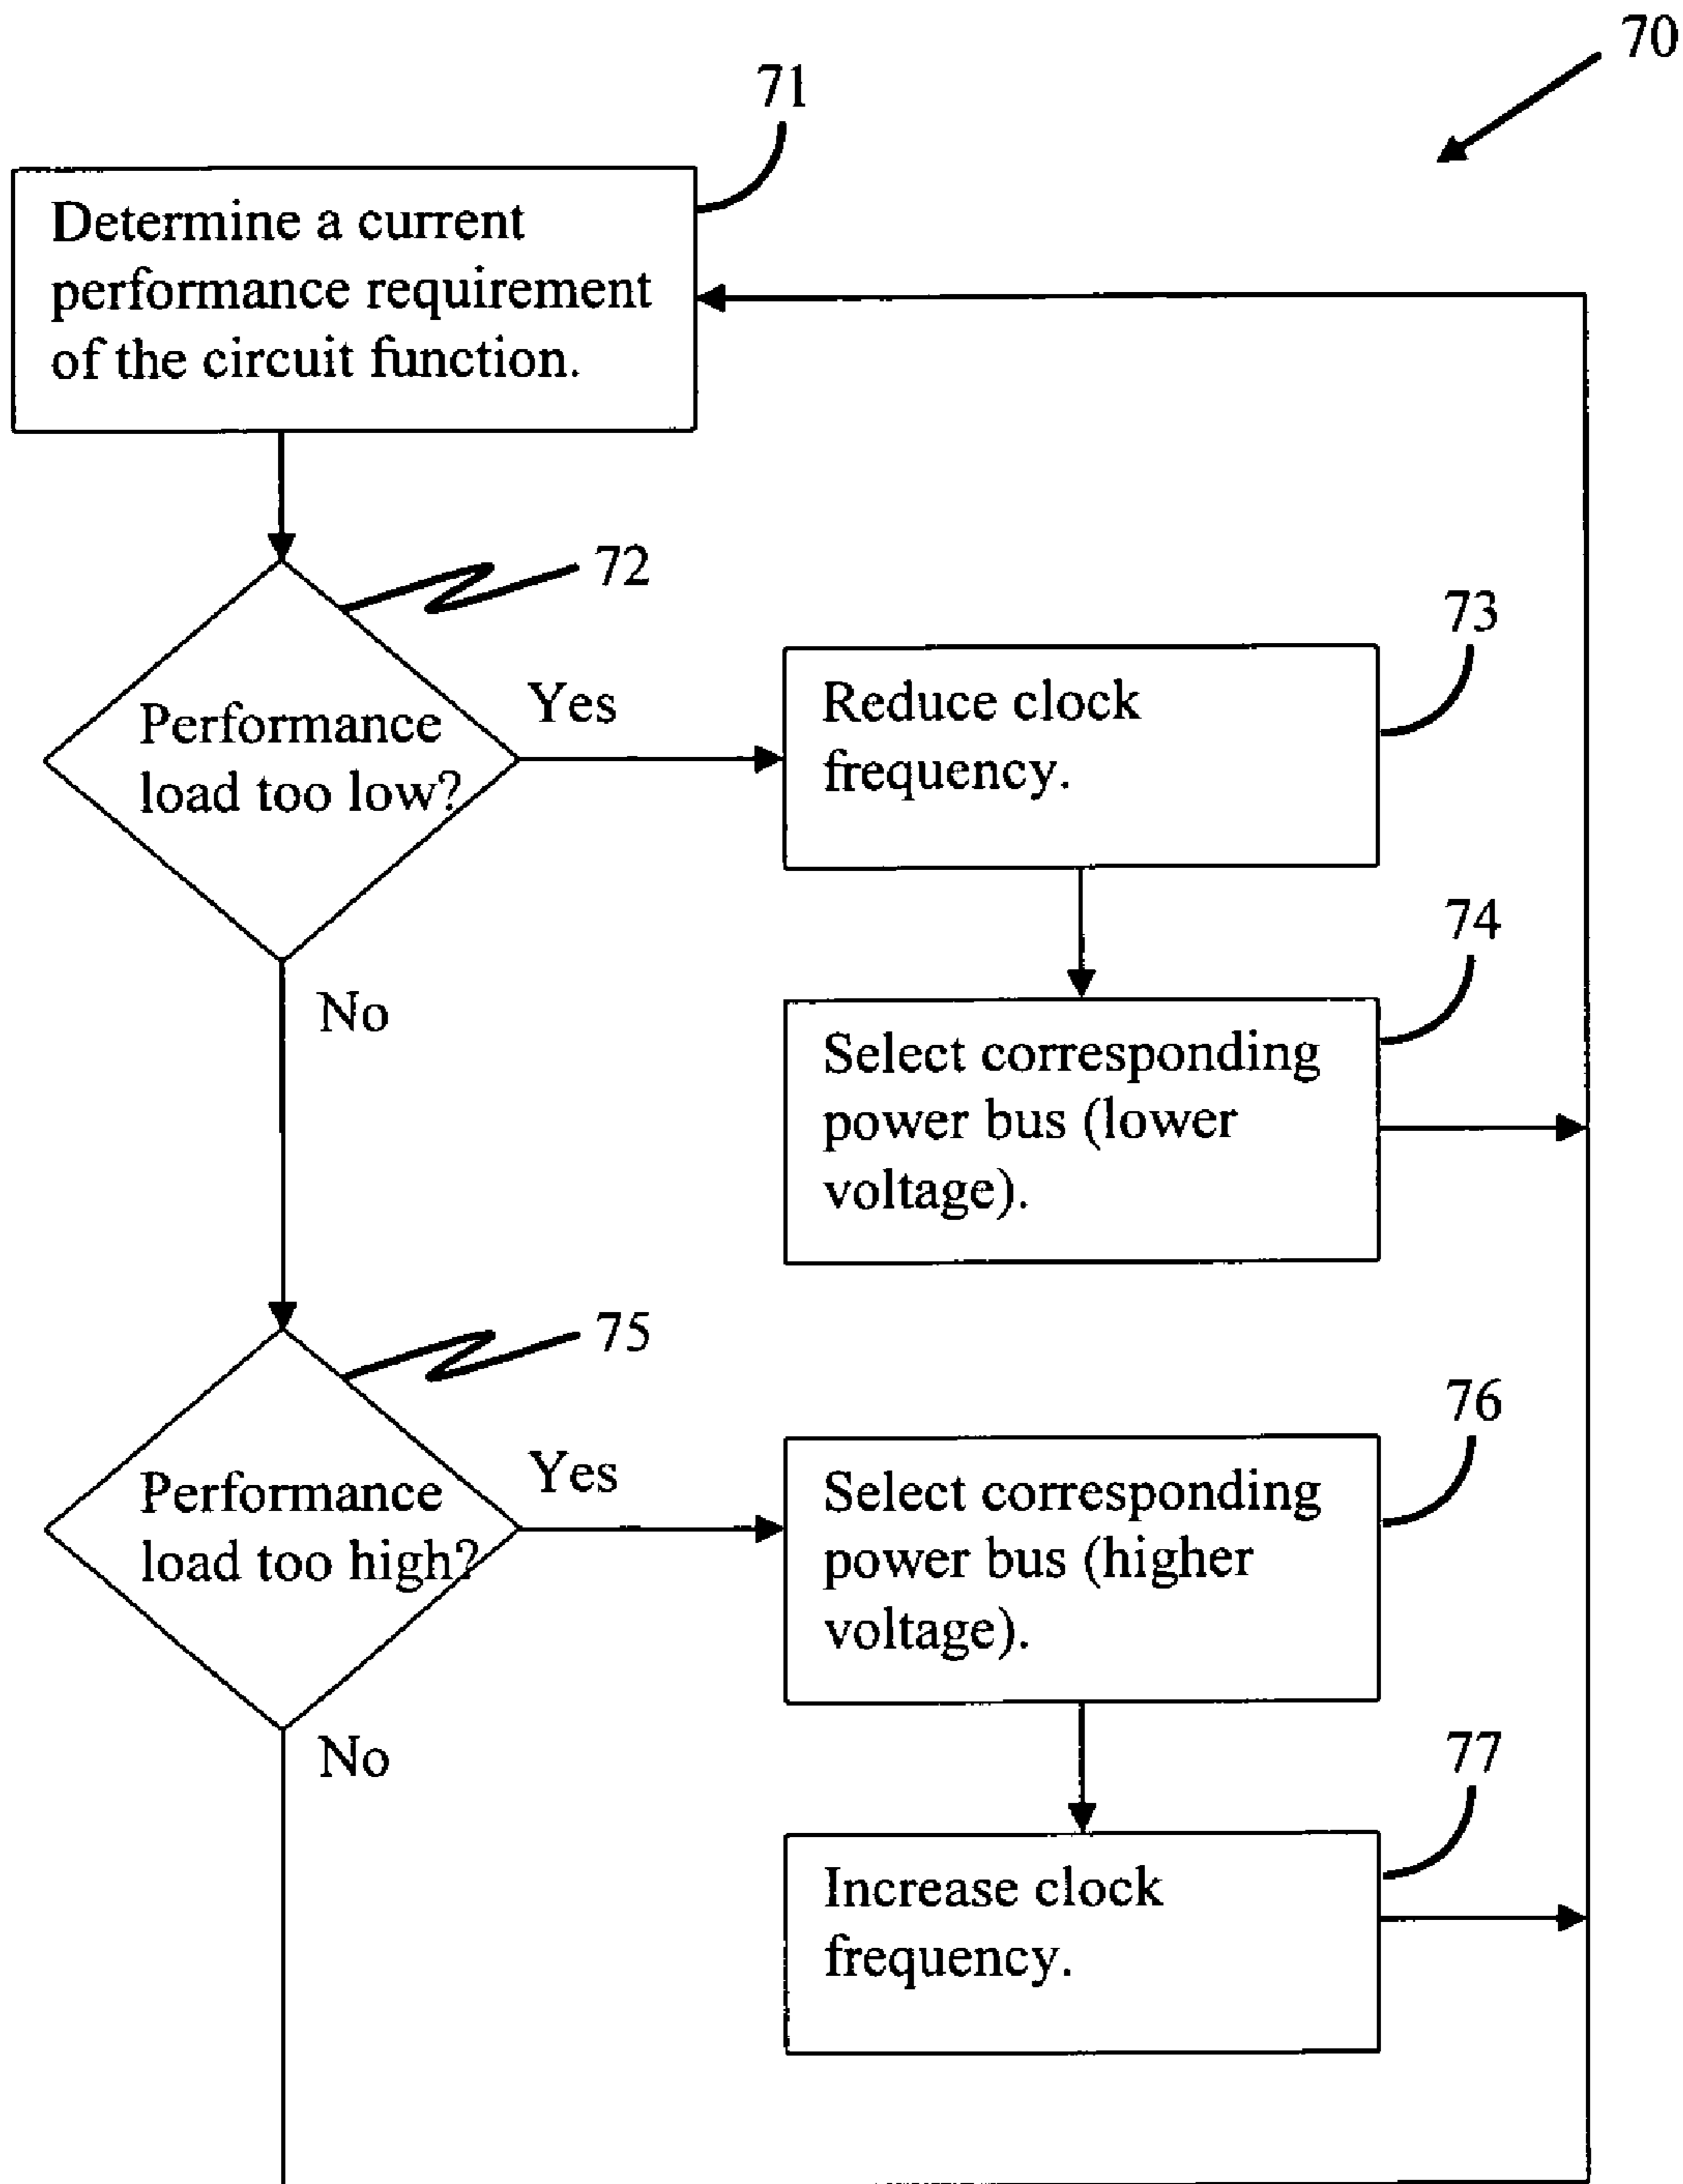 70
71
Determine a current
performance requirement
of the circuit function.
72
Performance
load too low?
Yes
No
73
Reduce clock
frequency.
74
Select corresponding
power bus (lower
voltage).
75
Performance
load too high?
Yes
No
76
Select corresponding
power bus (higher
voltage).
77
Increase clock
frequency.